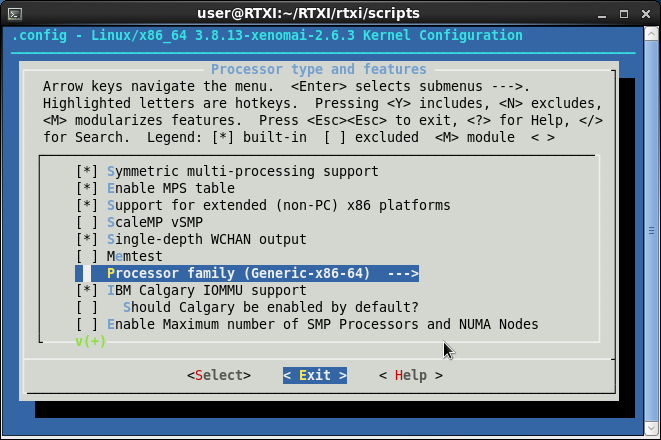 user@RTXI:~/RTXI/rtxi/scripts
.config - Linux/x86_64 3.8.13-xenomai-2.6.3 Kernel Configuration
Processor type and features
Arrow keys navigate the menu.  <Enter> selects submenus --->.
Highlighted letters are hotkeys.  Pressing <Y> includes, <N> excludes,
<M> modularizes features.  Press <Esc><Esc> to exit, <?> for Help, </>
for Search.  Legend: [*] built-in  [ ] excluded  <M> module  < >
[*] Symmetric multi-processing support
[*] Enable MPS table
[*] Support for extended (non-PC) x86 platforms
[ ] ScaleMP vSMP
[*] Single-depth WCHAN output
[ ] Memtest
Processor family (Generic-x86-64)  --->
[*] IBM Calgary IOMMU support
[ ]   Should Calgary be enabled by default?
[ ] Enable Maximum number of SMP Processors and NUMA Nodes
v(+)
<Select>    < Exit >    < Help >